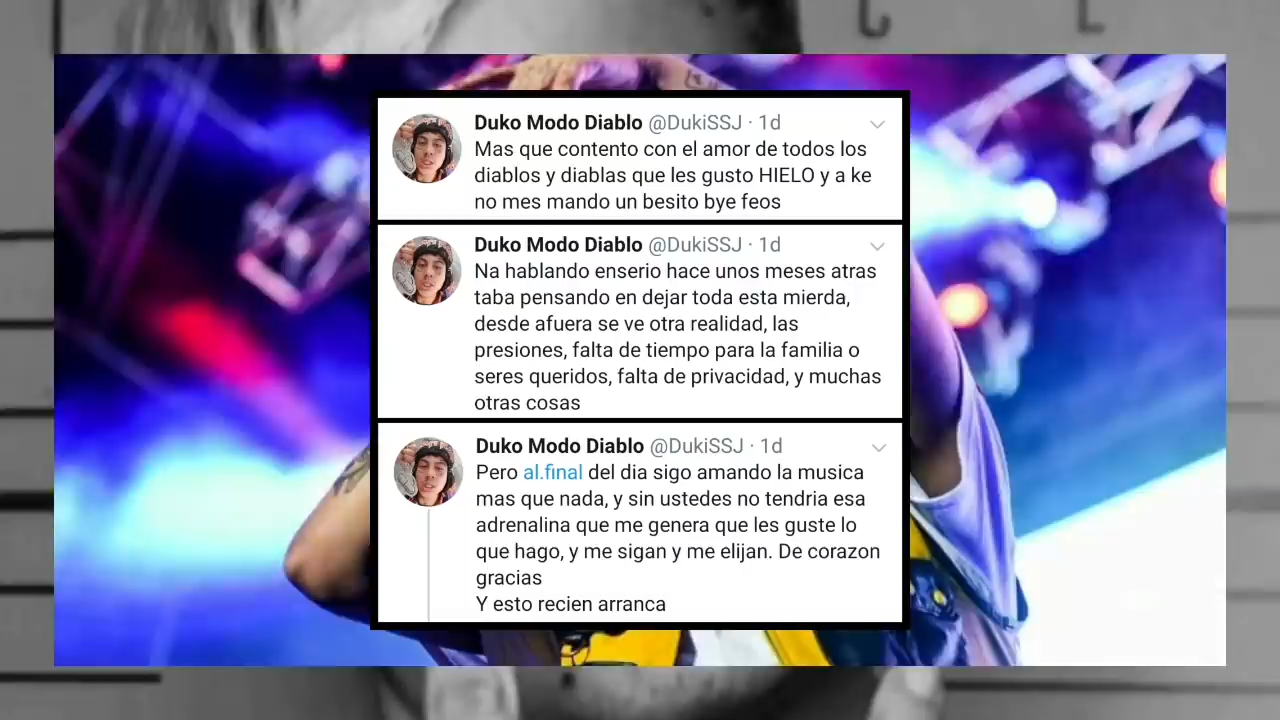 Duko Modo Diablo @DukiSSJ · 1d
Mas que contento con el amor de todos los
diablos y diablas que les gusto HIELO y a ke
no mes mando un besito bye feos
Duko Modo Diablo @DukiSSJ · 1d
Na hablando enserio hace unos meses atras
taba pensando en dejar toda esta mierda,
desde afuera se ve otra realidad, las
presiones, falta de tiempo para la familia o
seres queridos, falta de privacidad, y muchas
otras cosas
Duko Modo Diablo @DukiSSJ · 1d
Pero al.final del dia sigo amando la musica
mas que nada, y sin ustedes no tendria esa
adrenalina que me genera que les guste lo
que hago, y me sigan y me elijan. De corazon
gracias
Y esto recien arranca